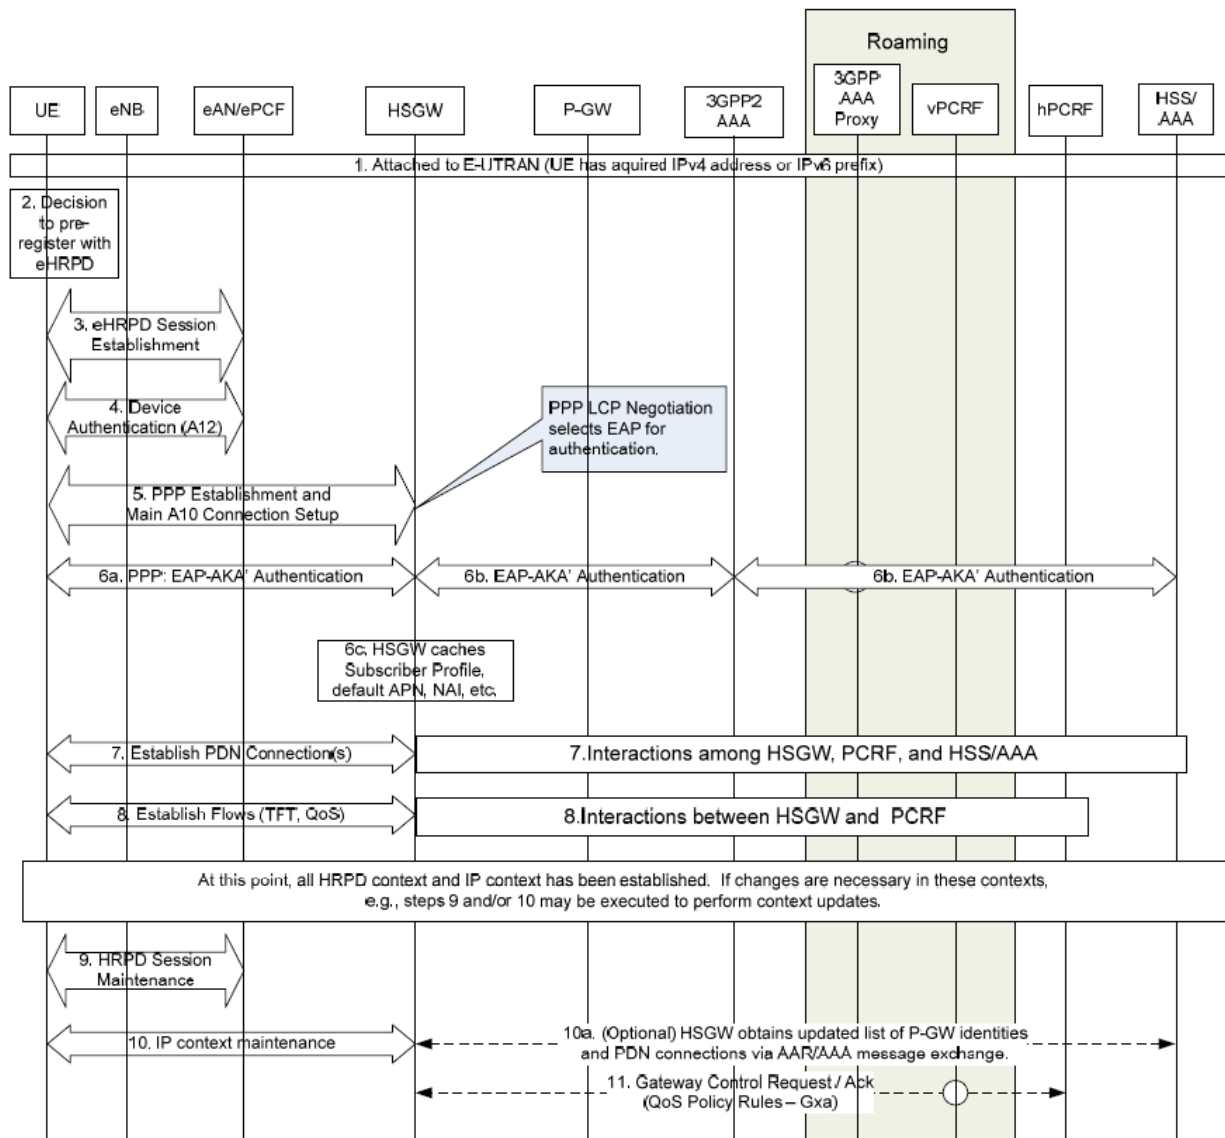 Roaming
UE
eNB
eAN/ePCF
HSGW
P-GW
3GPP2
AAA
3GPP
AAA
Proxy
vPCRF
hPCRF
HSS/
AAA
1. Attached to E-UTRAN (UE has aquired IPv4 address or IPv6 prefix)
2. Decision
to pre-
register with
eHRPD
3. eHRPD Session
Establishment
4. Device
Authentication (A12)
PPP LCP Negotiation
selects EAP for
authentication.
5. PPP Establishment and
Main A10 Connection Setup
6a. PPP: EAP-AKA' Authentication
6b. EAP-AKA' Authentication
6b. EAP-AKA' Authentication
6c. HSGW caches
Subscriber Profile,
default APN, NAI, etc.
7. Establish PDN Connection(s)
7.Interactions among HSGW, PCRF, and HSS/AAA
8. Establish Flows (TFT, QoS)
8.Interactions between HSGW and PCRF
At this point, all HRPD context and IP context has been established. If changes are necessary in these contexts,
e.g., steps 9 and/or 10 may be executed to perform context updates.
9. HRPD Session
Maintenance
10. IP context maintenance
10a. (Optional) HSGW obtains updated list of P-GW identities
and PDN connections via AAR/AAA message exchange.
11. Gateway Control Request / Ack
(QoS Policy Rules – Gxa)